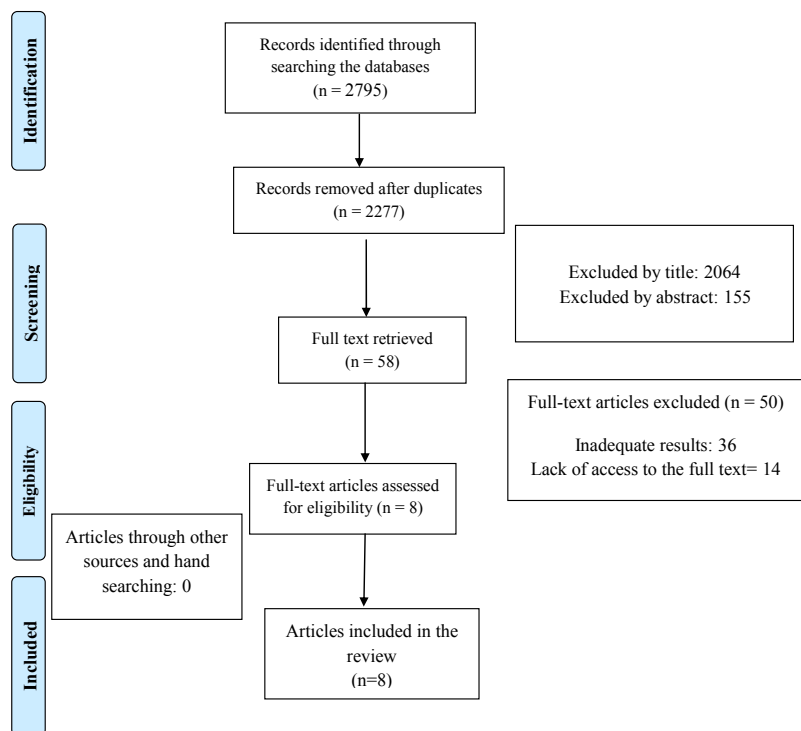 Identification
Records identified through
searching the databases
(n = 2795)
Records removed after duplicates
(n = 2277)
Screening
Excluded by title: 2064
Excluded by abstract: 155
Full text retrieved
(n = 58)
Full-text articles excluded (n = 50)
Inadequate results: 36
Lack of access to the full text= 14
Eligibility
Full-text articles assessed
for eligibility (n = 8)
Articles through other
sources and hand
searching: 0
Included
Articles included in the
review
(n=8)